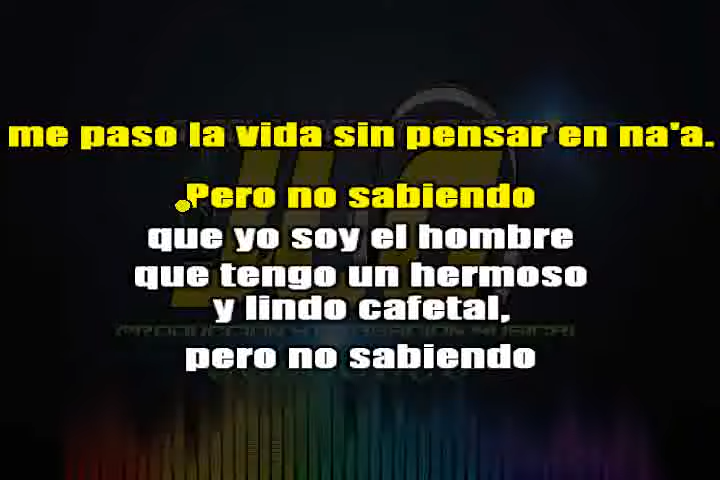 me paso la vida sin pensar en na'a.
Pero no sabiendo
que yo soy el hombre
que tengo un hermoso
y lindo cafetal,
pero no sabiendo